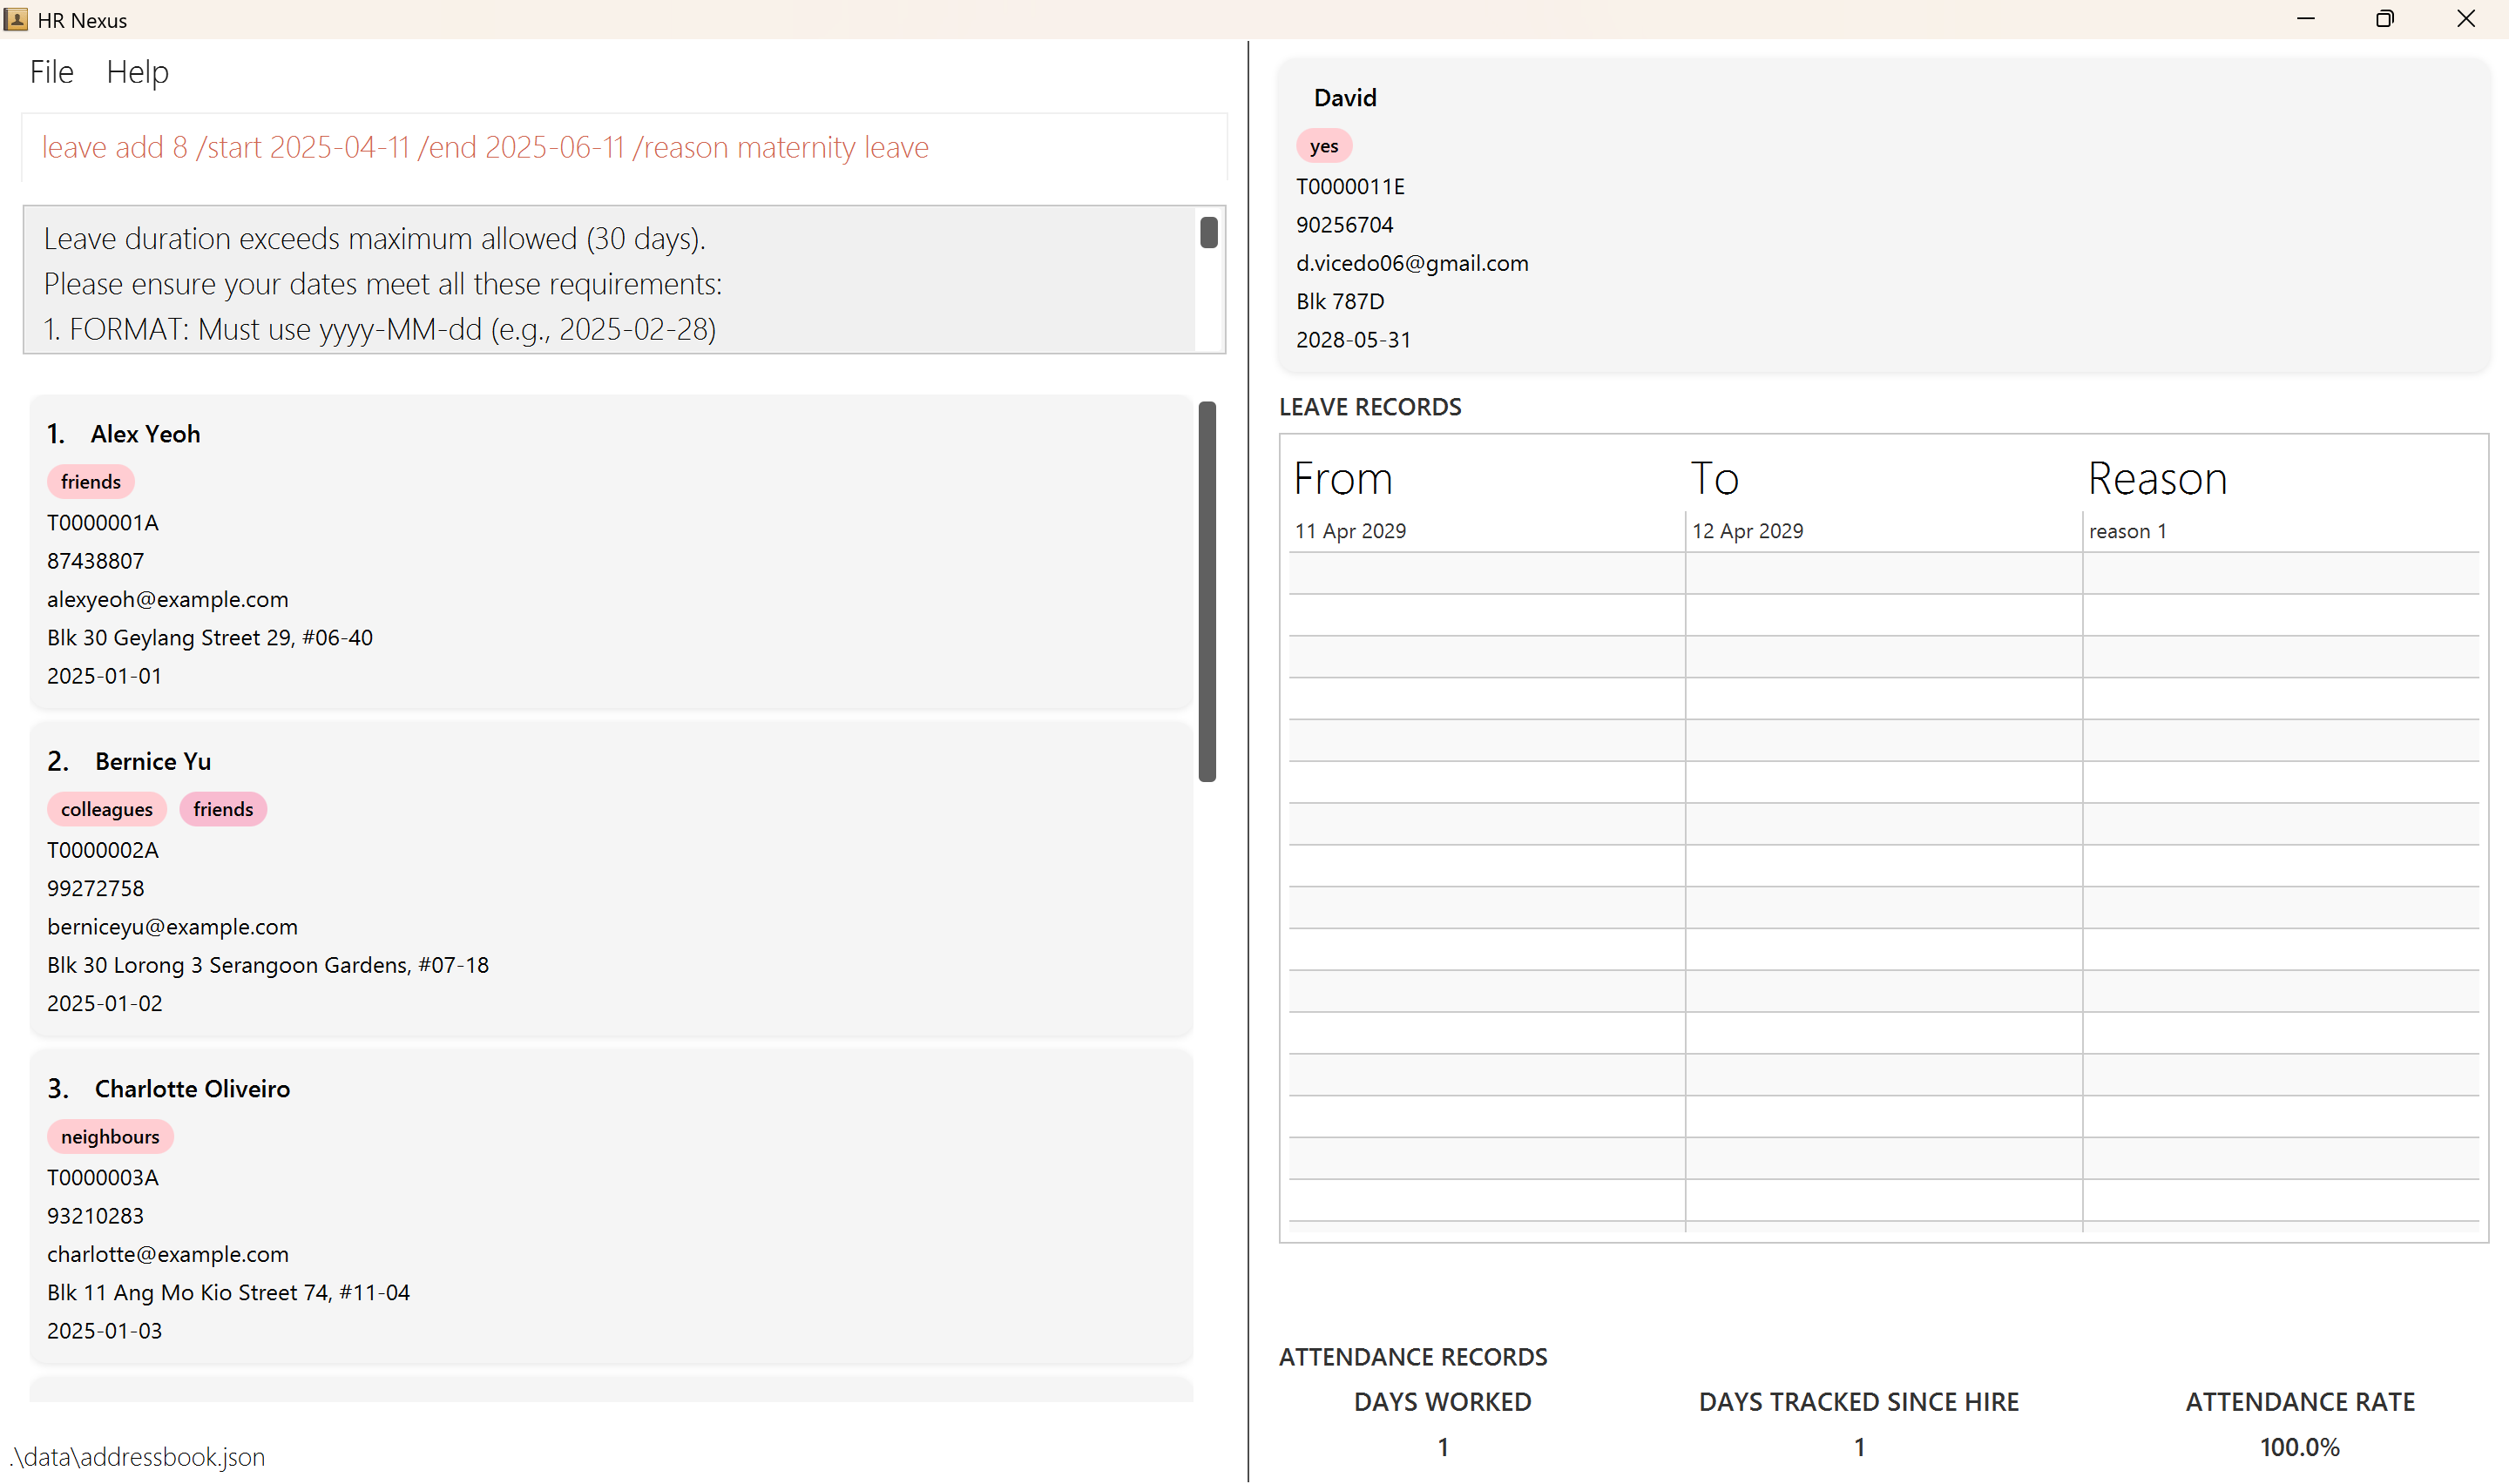 HR Nexus
File Help
leave add 8 /start 2025-04-11 /end 2025-06-11 /reason maternity leave
Leave duration exceeds maximum allowed (30 days).
Please ensure your dates meet all these requirements:
1. FORMAT: Must use yyyy-MM-dd (e.g., 2025-02-28)
1. Alex Yeoh
friends
T0000001A
87438807
alexyeoh@example.com
Blk 30 Geylang Street 29, #06-40
2025-01-01
2. Bernice Yu
colleagues friends
T0000002A
99272758
berniceyu@example.com
Blk 30 Lorong 3 Serangoon Gardens, #07-18
2025-01-02
3. Charlotte Oliveiro
neighbours
T0000003A
93210283
charlotte@example.com
Blk 11 Ang Mo Kio Street 74, #11-04
2025-01-03
.\data\addressbook.json
David
yes
T0000011E
90256704
d.vicedo06@gmail.com
Blk 787D
2028-05-31
LEAVE RECORDS
From To Reason
11 Apr 2029 12 Apr 2029 reason 1
ATTENDANCE RECORDS
DAYS WORKED DAYS TRACKED SINCE HIRE ATTENDANCE RATE
1 1 100.0%